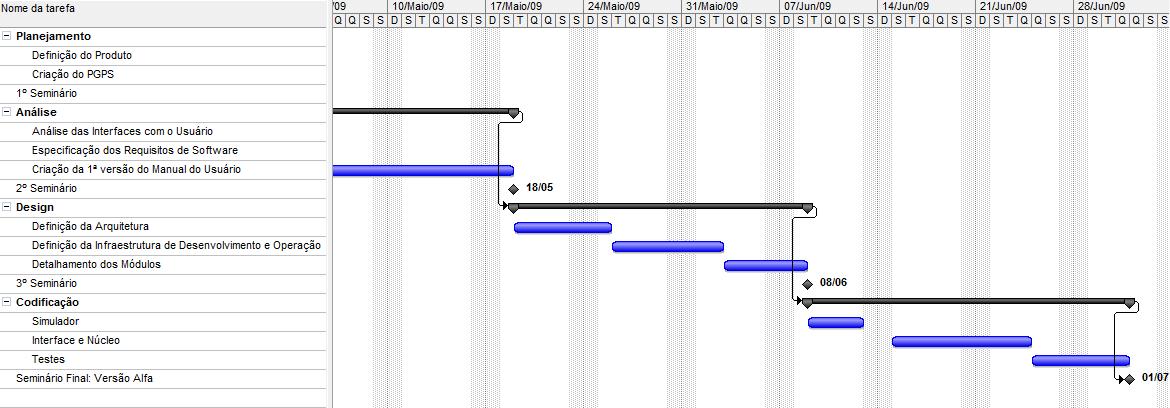 Nome da tarefa
/09 10/Maio/09 17/Maio/09 24/Maio/09 31/Maio/09 07/Jun/09 14/Jun/09 21/Jun/09 28/Jun/09
Q Q S S D S T Q Q S S D S T Q Q S S D S T Q Q S S D S T Q Q S S D S T Q Q S S D S T Q Q S S D S T Q Q S S D S T Q Q S S
Planejamento
Definição do Produto
Criação do PGPS
1º Seminário
Análise
Análise das Interfaces com o Usuário
Especificação dos Requisitos de Software
Criação da 1ª versão do Manual do Usuário
2º Seminário 18/05
Design
Definição da Arquitetura
Definição da Infraestrutura de Desenvolvimento e Operação
Detalhamento dos Módulos
3º Seminário 08/06
Codificação
Simulador
Interface e Núcleo
Testes
Seminário Final: Versão Alfa 01/07